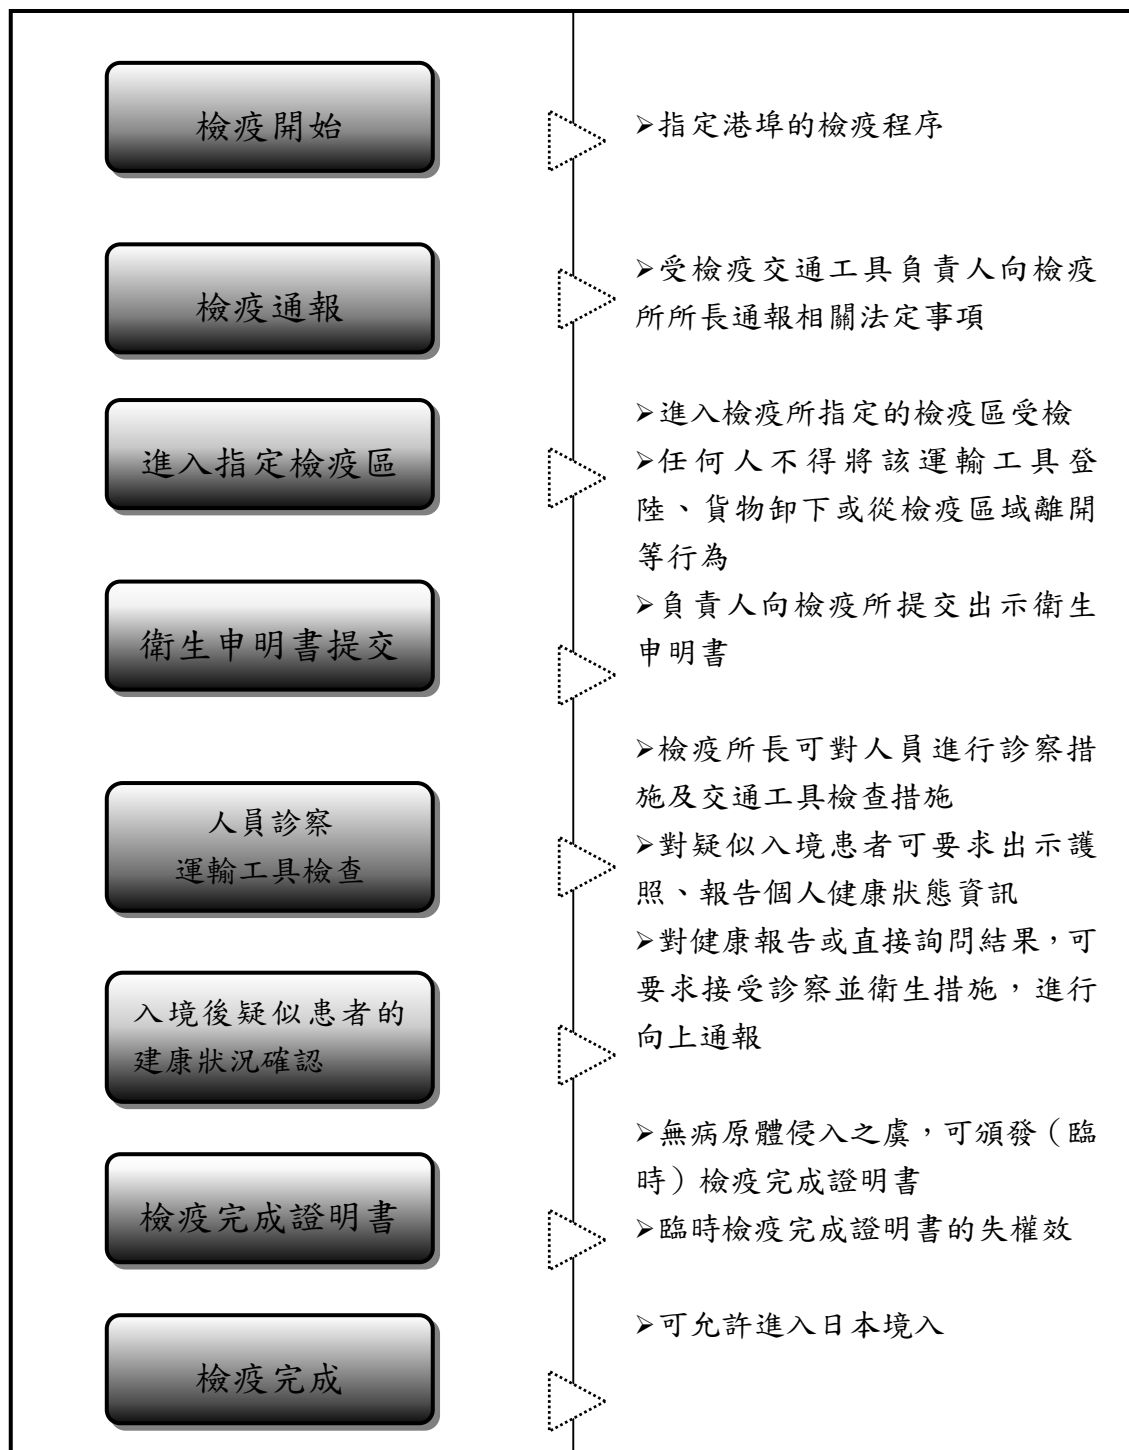 檢疫開始
➢指定港埠的檢疫程序
檢疫通報
➢受檢疫交通工具負責人向檢疫
所所長通報相關法定事項
進入指定檢疫區
➢進入檢疫所指定的檢疫區受檢
➢任何人不得將該運輸工具登
陸、貨物卸下或從檢疫區域離開
等行為
衛生申明書提交
➢負責人向檢疫所提交出示衛生
申明書
人員診察
運輸工具檢查
➢檢疫所長可對人員進行診察措
施及交通工具檢查措施
➢對疑似入境患者可要求出示護
照、報告個人健康狀態資訊
入境後疑似患者的
建康狀況確認
➢對健康報告或直接詢問結果，可
要求接受診察並衛生措施，進行
向上通報
檢疫完成證明書
➢無病原體侵入之虞，可頒發（臨
時）檢疫完成證明書
➢臨時檢疫完成證明書的失權效
檢疫完成
➢可允許進入日本境入